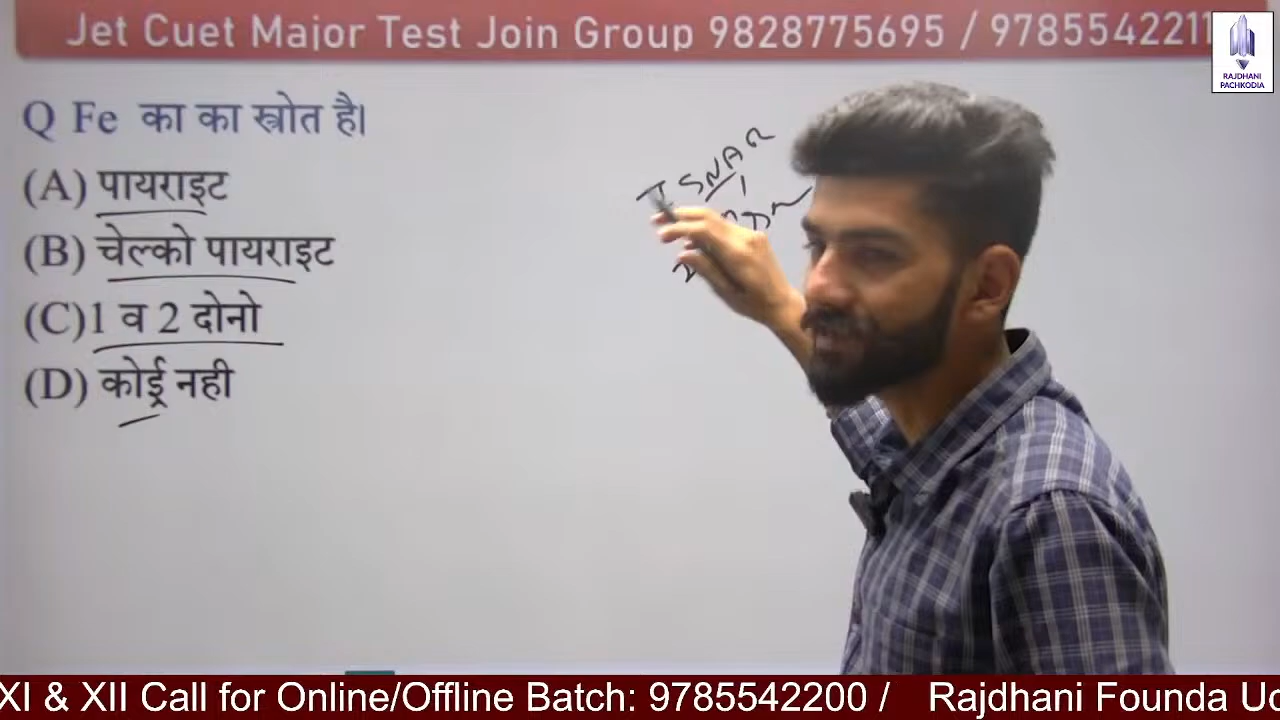 Jet Cuet Major Test Join Group 9828775695 / 9785542211
RAJDHANI
PACHKODIA
Q Fe का का स्त्रोत है।
(A) पायराइट
(B) चेल्को पायराइट
(C)1 व 2 दोनो
(D) कोई नही
XI & XII Call for Online/Offline Batch: 9785542200 / Rajdhani Founda